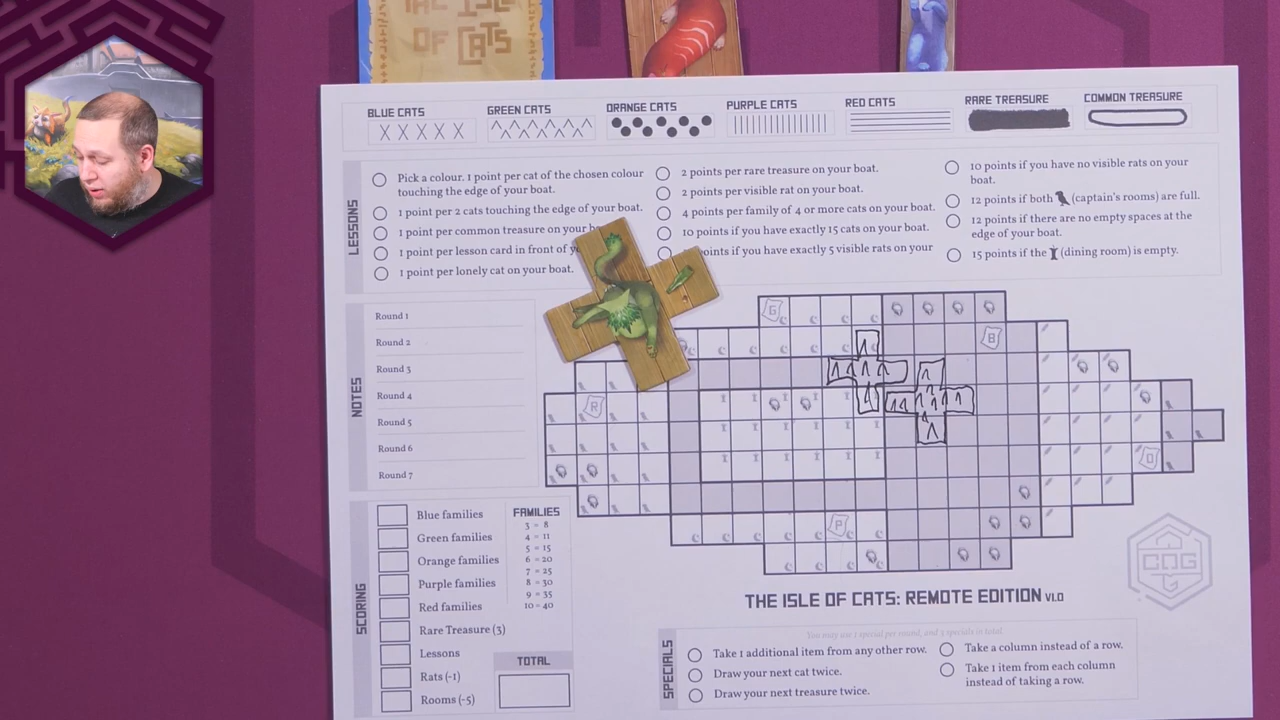 THE ISLE
OF CATS
BLUE CATS
GREEN CATS
ORANGE CATS
PURPLE CATS
RED CATS
RARE TREASURE
COMMON TREASURE
LESSONS
Pick a colour. 1 point per cat of the chosen colour
touching the edge of your boat.
1 point per 2 cats touching the edge of your boat.
1 point per common treasure on your
1 point per lesson card in front of
1 point per lonely cat on your boat.
2 points per rare treasure on your boat.
2 points per visible rat on your boat.
4 points per family of 4 or more cats on your boat.
10 points if you have exactly 15 cats on your boat.
points if you have exactly 5 visible rats on your
10 points if you have no visible rats on your
boat.
12 points if both (captain's rooms) are full.
12 points if there are no empty spaces at the
edge of your boat.
15 points if the (dining room) is empty.
NOTES
Round 1
Round 2
Round 3
Round 4
Round 5
Round 6
Round 7
G
B
R
O
P
SCORING
Blue families
Green families
Orange families
Purple families
Red families
Rare Treasure (3)
Lessons
Rats (-1)
Rooms (-5)
FAMILIES
3 = 8
4 = 11
5 = 15
6 = 20
7 = 25
8 = 30
9 = 35
10 = 40
TOTAL
COG
THE ISLE OF CATS: REMOTE EDITION V1.0
SPECIALS
You may use 1 special per round, and 3 specials in total.
Take 1 additional item from any other row.
Draw your next cat twice.
Draw your next treasure twice.
Take a column instead of a row.
Take 1 item from each column
instead of taking a row.